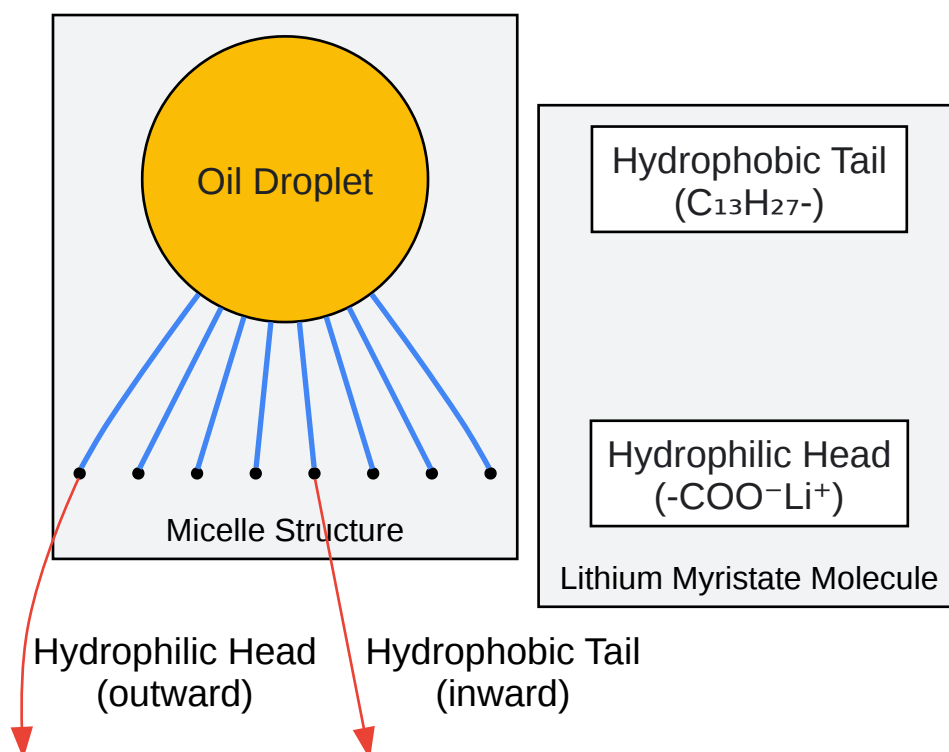 Oil Droplet
Micelle Structure
Hydrophilic Head
(outward)
Hydrophobic Tail
(inward)
Hydrophobic Tail
(C₁₃H₂₇-)
Hydrophilic Head
(-COO⁻Li⁺)
Lithium Myristate Molecule